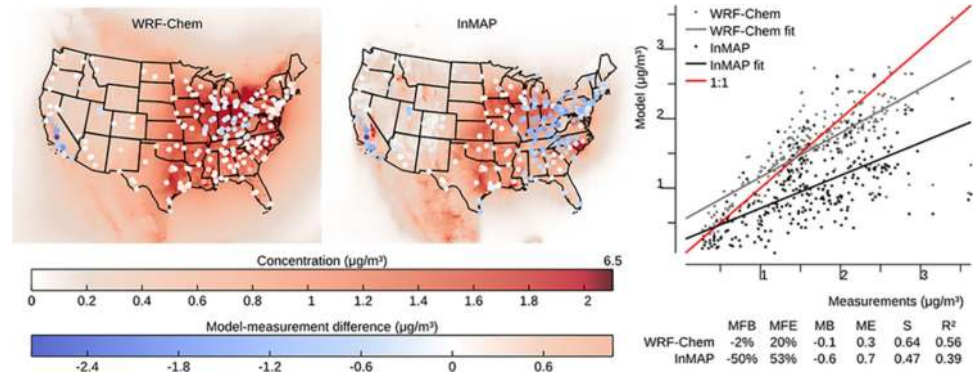 WRF-Chem
InMAP
Concentration (µg/m³)
6.5
0 0.2 0.4 0.6 0.8 1 1.2 1.4 1.6 1.8 2
Model-measurement difference (µg/m³)
-2.4 -1.8 -1.2 -0.6 0 0.6
WRF-Chem
WRF-Chem fit
InMAP
InMAP fit
1:1
Model (µg/m³)
3
2
1
1 2 3
Measurements (µg/m³)
MFB MFE MB ME S R²
WRF-Chem -2% 20% -0.1 0.3 0.64 0.56
InMAP -50% 53% -0.6 0.7 0.47 0.39